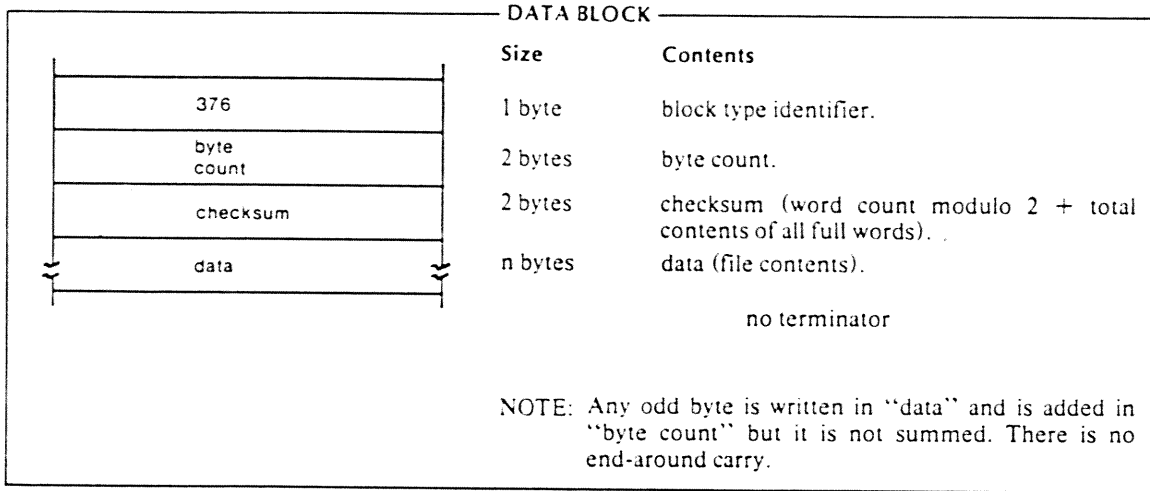 DATA BLOCK
Size Contents
376 1 byte block type identifier.
byte
count 2 bytes byte count.
checksum 2 bytes checksum (word count modulo 2 + total
contents of all full words).
data n bytes data (file contents).
no terminator
NOTE: Any odd byte is written in ``data'' and is added in
``byte count'' but it is not summed. There is no
end-around carry.